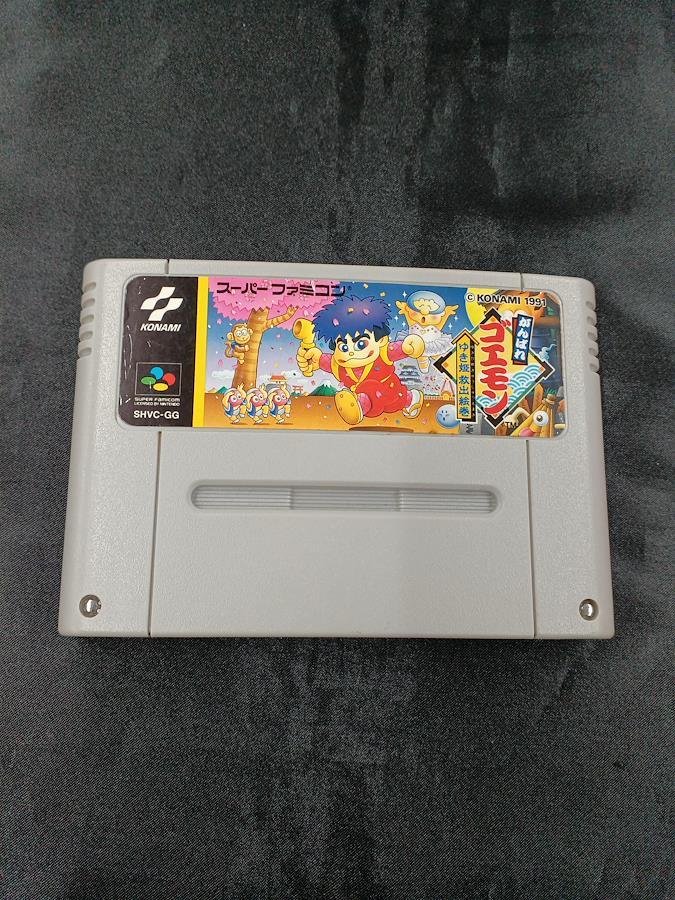 スーパーファミコン®
© KONAMI 1991
KONAMI
がんばれ
ゴエモン
ゆき姫救出絵巻
TM
SUPER FAMICOM
LICENSED BY NINTENDO
SHVC-GG